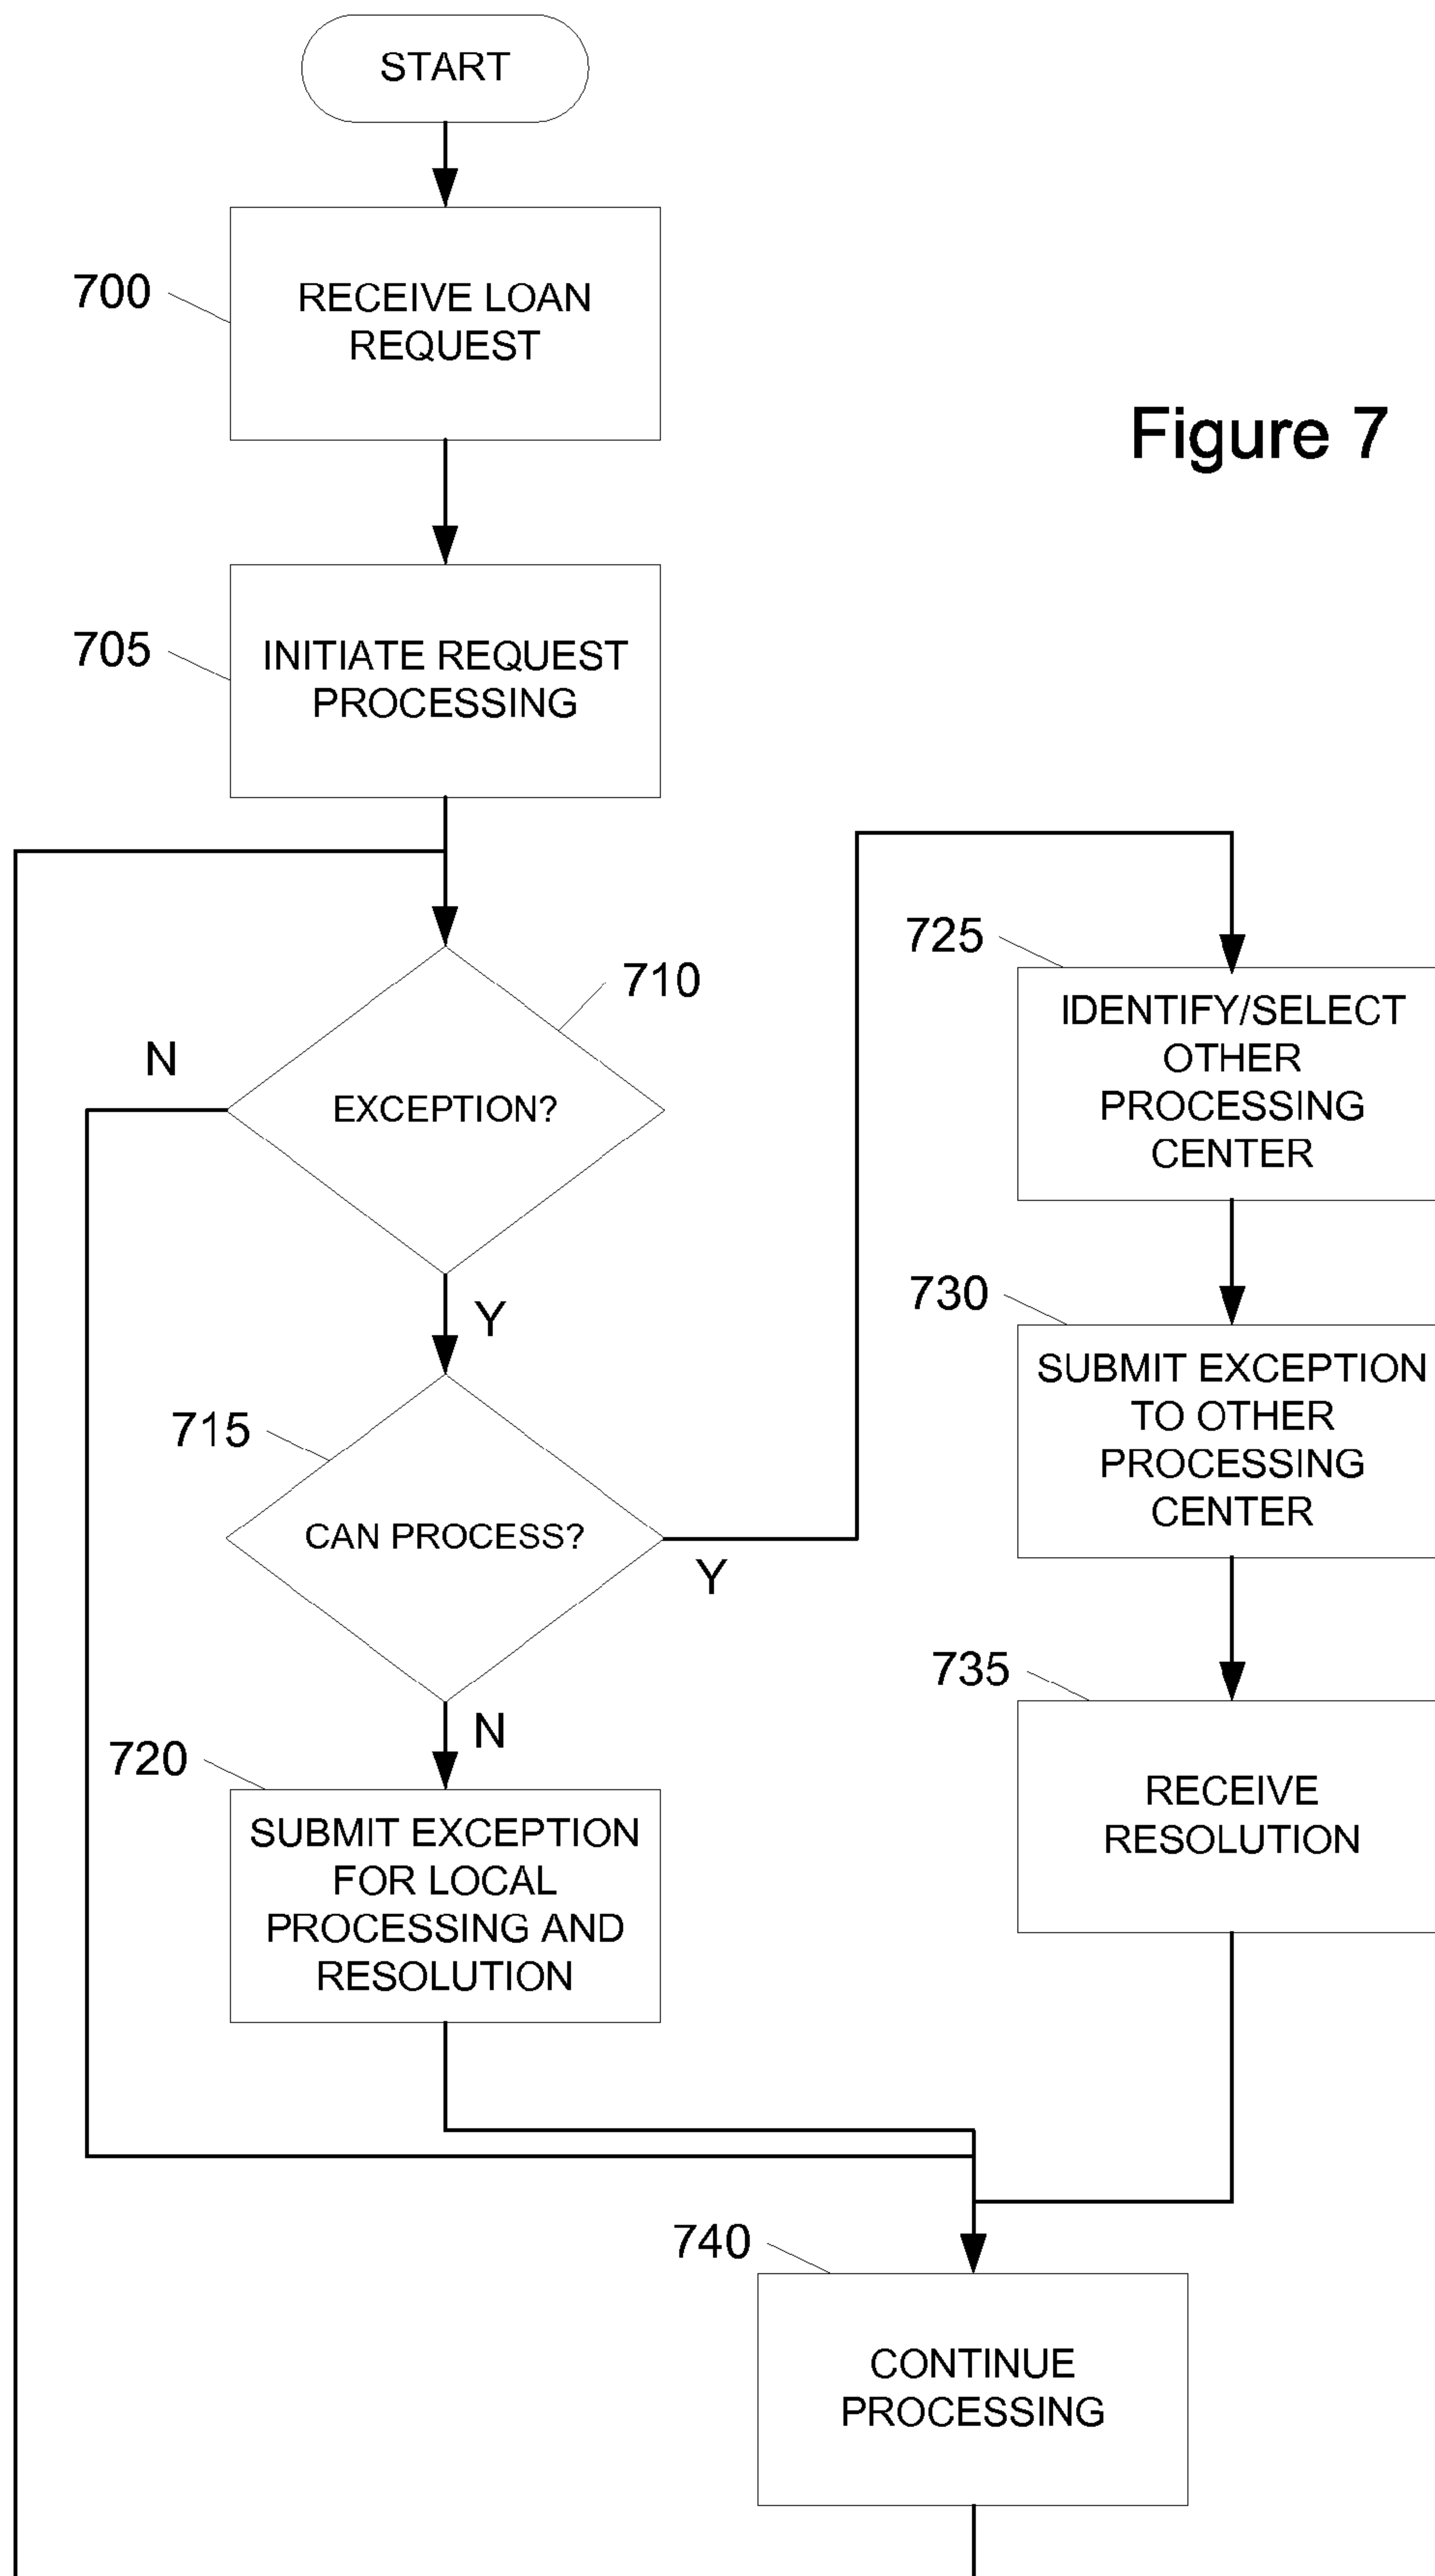 START
700
RECEIVE LOAN
REQUEST
Figure 7
705
INITIATE REQUEST
PROCESSING
710
N
EXCEPTION?
Y
725
IDENTIFY/SELECT
OTHER
PROCESSING
CENTER
730
SUBMIT EXCEPTION
TO OTHER
PROCESSING
CENTER
715
CAN PROCESS?
Y
N
735
RECEIVE
RESOLUTION
720
SUBMIT EXCEPTION
FOR LOCAL
PROCESSING AND
RESOLUTION
740
CONTINUE
PROCESSING